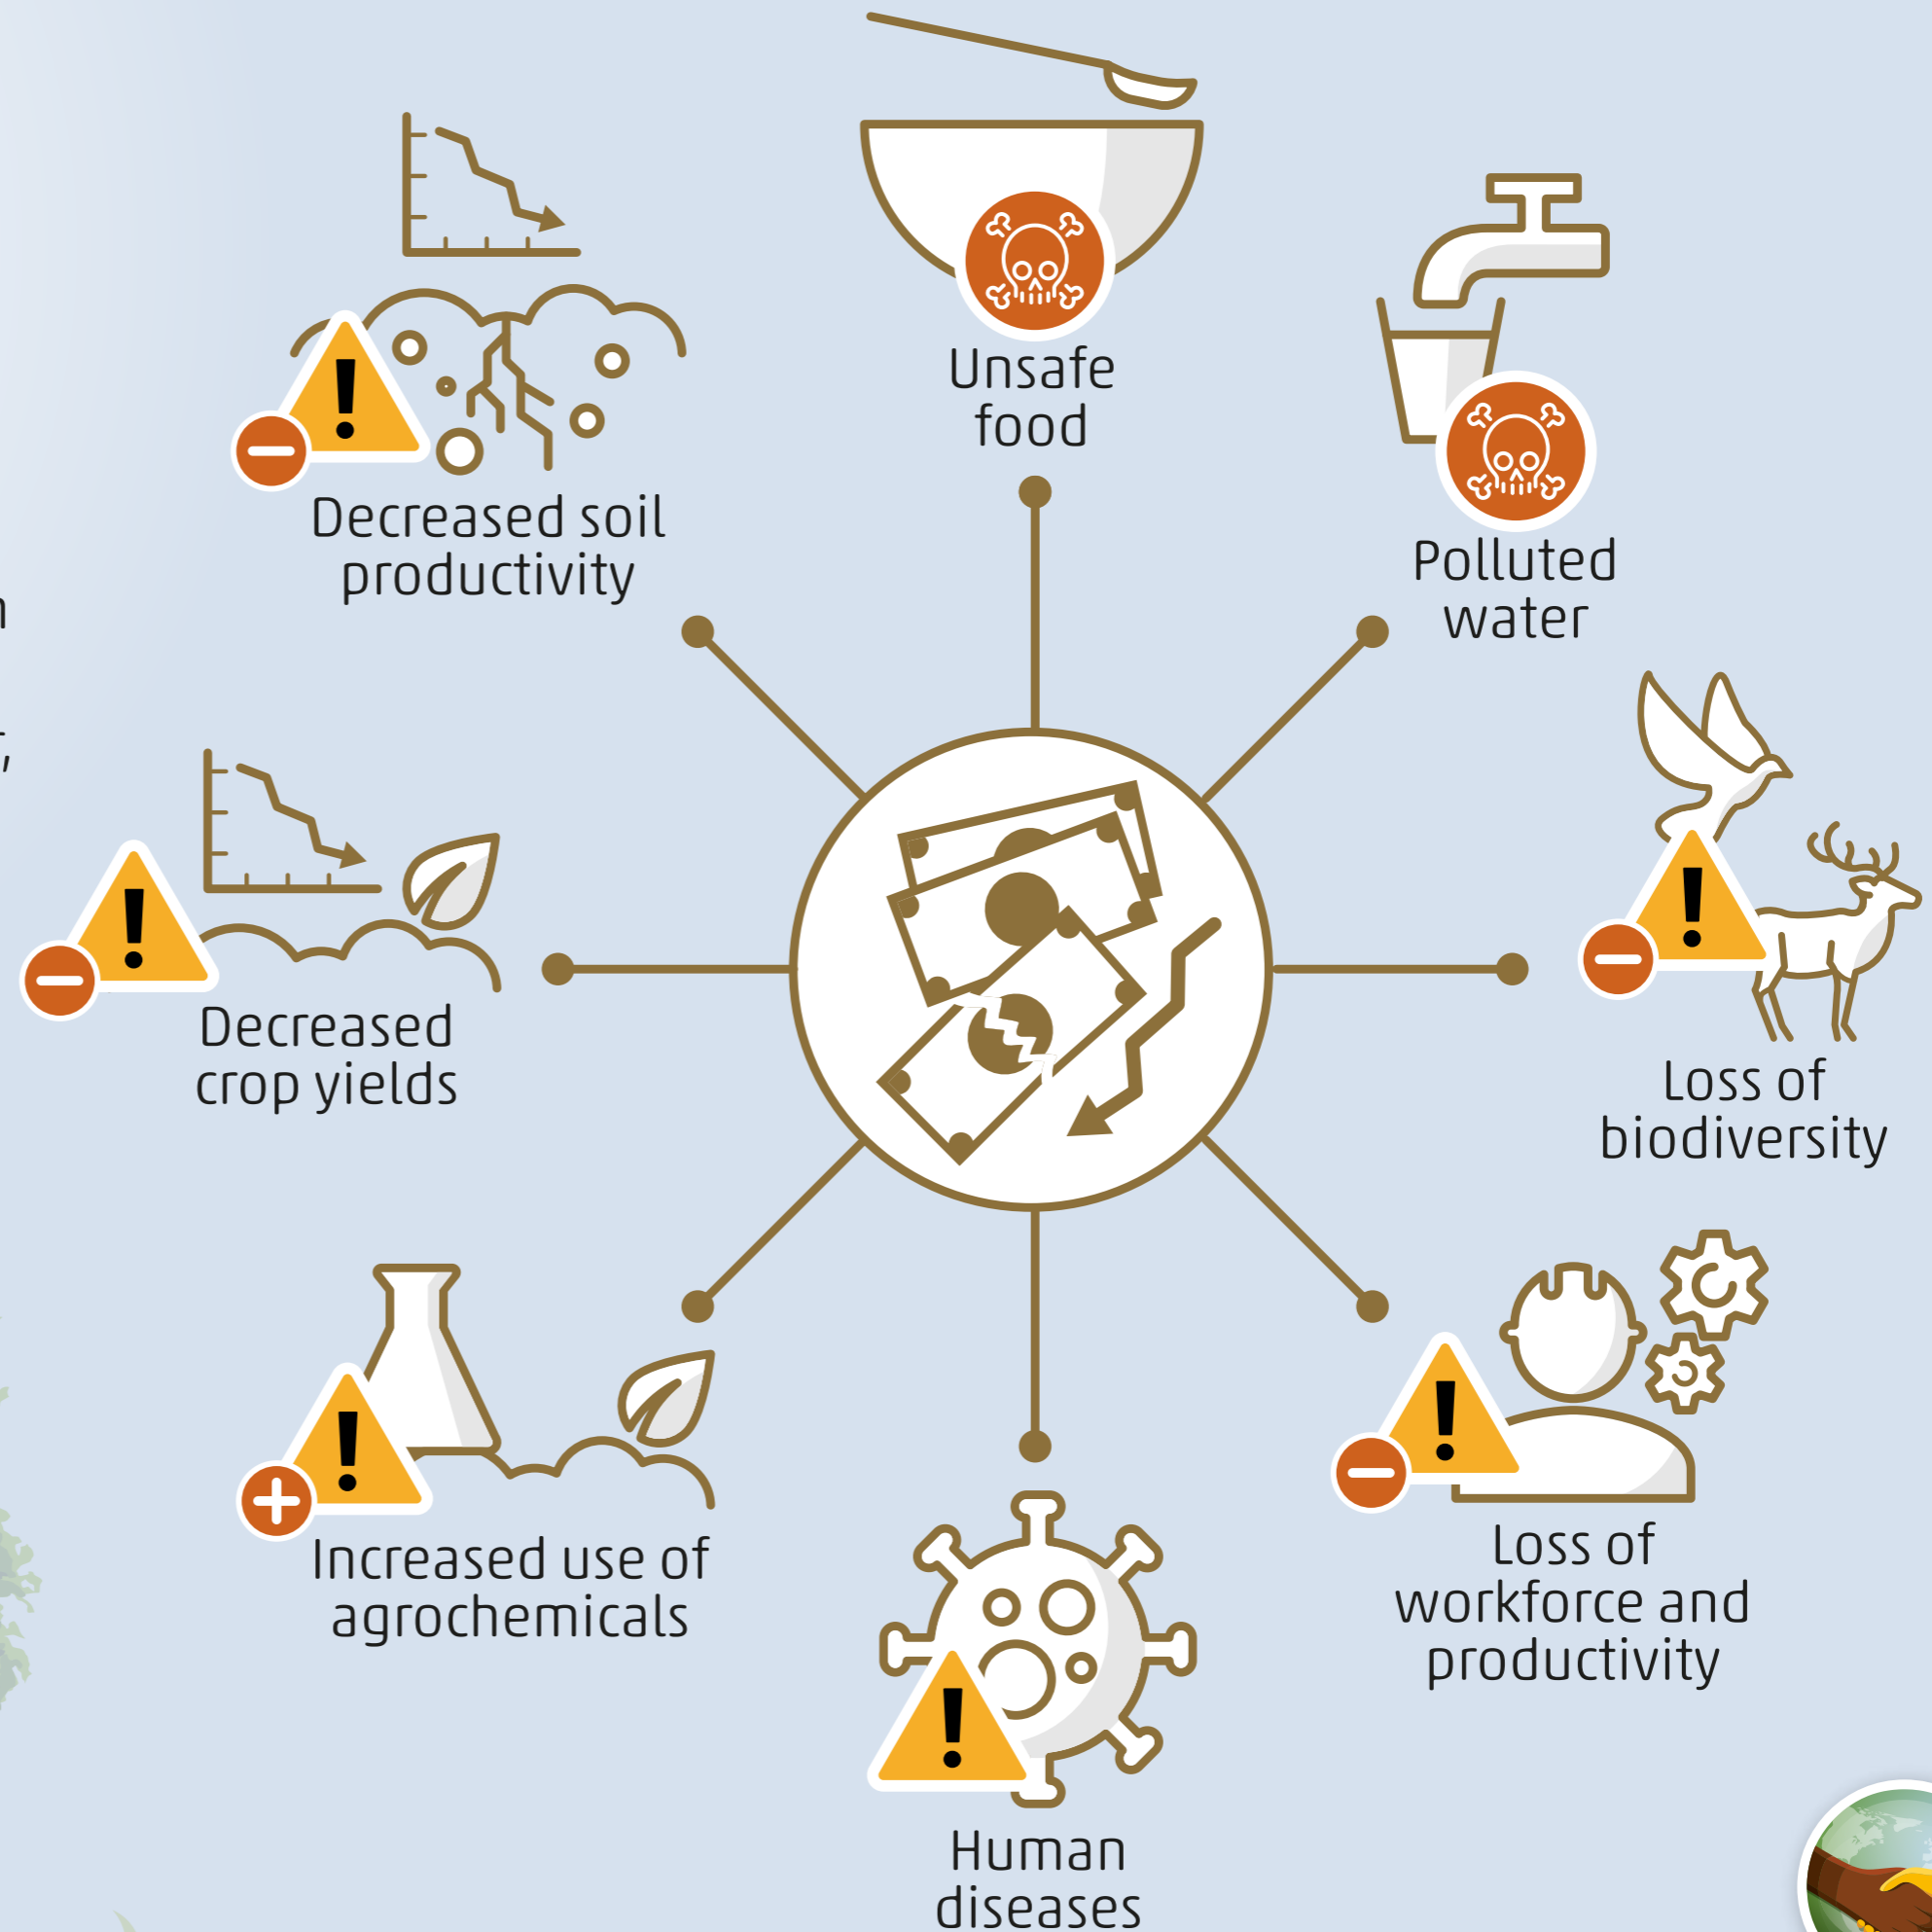 Unsafe
food
Polluted
water
Decreased soil
productivity
Decreased
crop yields
Loss of
biodiversity
Increased use of
agrochemicals
Loss of
workforce and
productivity
Human
diseases